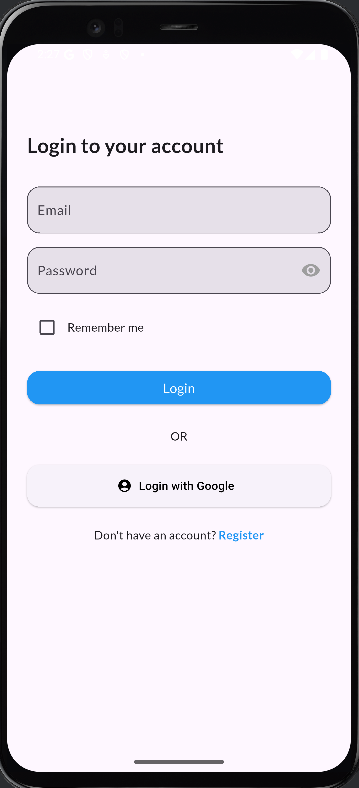 Login to your account
Email
Password
Remember me
Login
OR
Login with Google
Don't have an account? Register